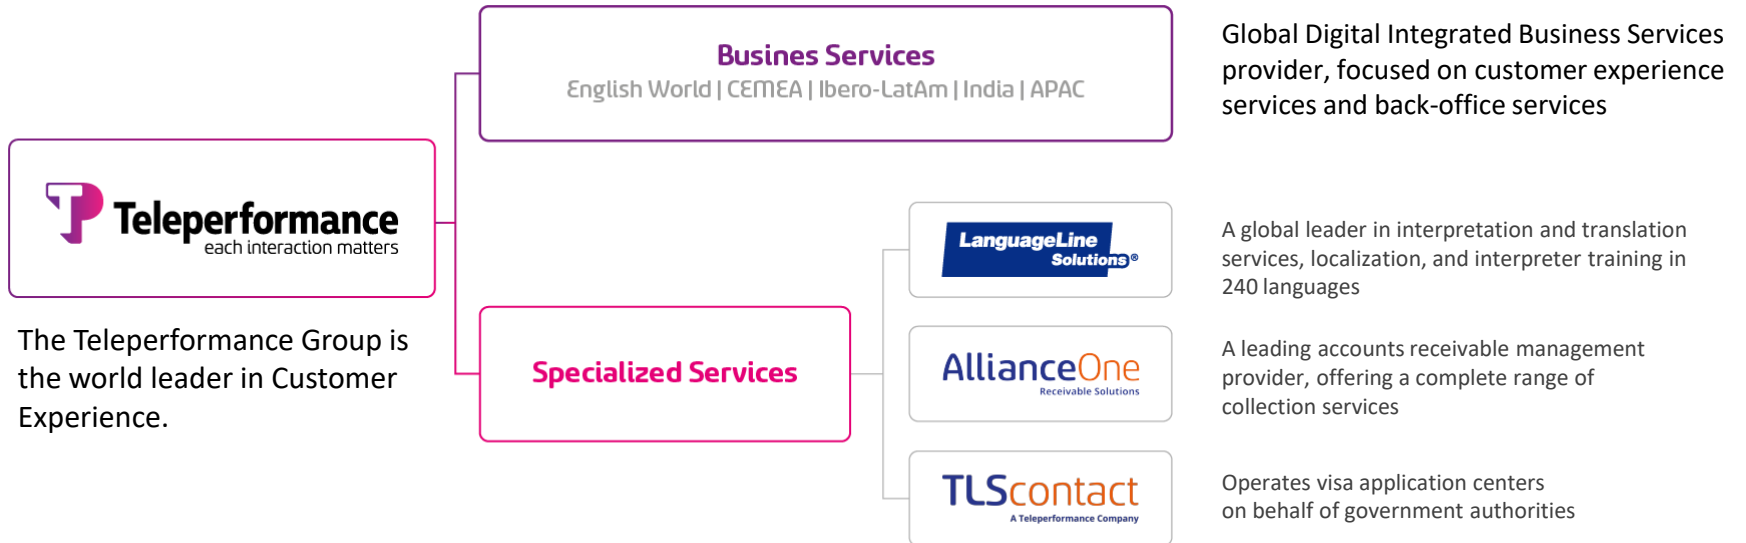 Busines Services
English World | CEMEA | Ibero-LatAm | India | APAC
Global Digital Integrated Business Services
provider, focused on customer experience
services and back-office services
TP Teleperformance
each interaction matters
The Teleperformance Group is
the world leader in Customer
Experience.
Specialized Services
LanguageLine
Solutions®
A global leader in interpretation and translation
services, localization, and interpreter training in
240 languages
AllianceOne
Receivable Solutions
A leading accounts receivable management
provider, offering a complete range of
collection services
TLScontact
A Teleperformance Company
Operates visa application centers
on behalf of government authorities